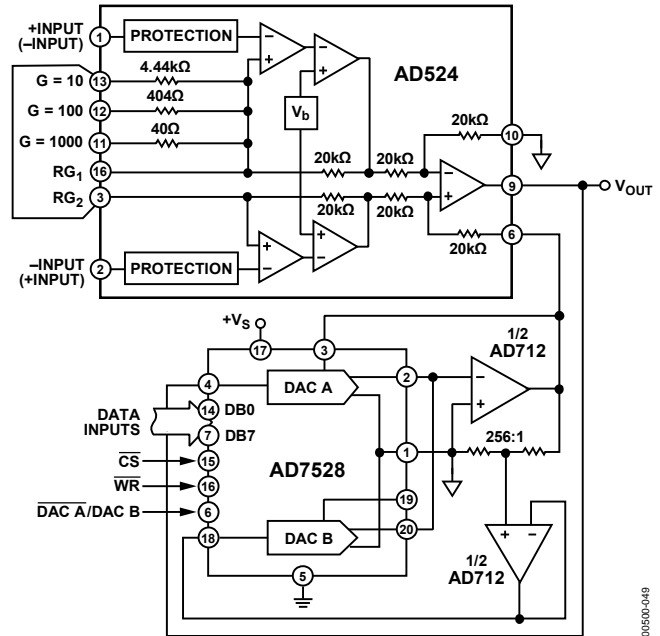 +INPUT
(–INPUT)
1
PROTECTION
AD524
4.44kΩ
G = 10
13
404Ω
G = 100
12
Vb
20kΩ
10
40Ω
G = 1000
11
20kΩ
20kΩ
RG1
16
9
VOUT
RG2
3
20kΩ
20kΩ
20kΩ
6
–INPUT
(+INPUT)
2
PROTECTION
+VS
17
3
1/2
AD712
4
DAC A
2
DATA
INPUTS
14
DB0
7
DB7
256:1
1
CS
15
AD7528
WR
16
19
DAC A/DAC B
6
20
18
DAC B
1/2
AD712
5
00500-049
–
+
–
+
+
–
+
–
–
+
–
+
+
–